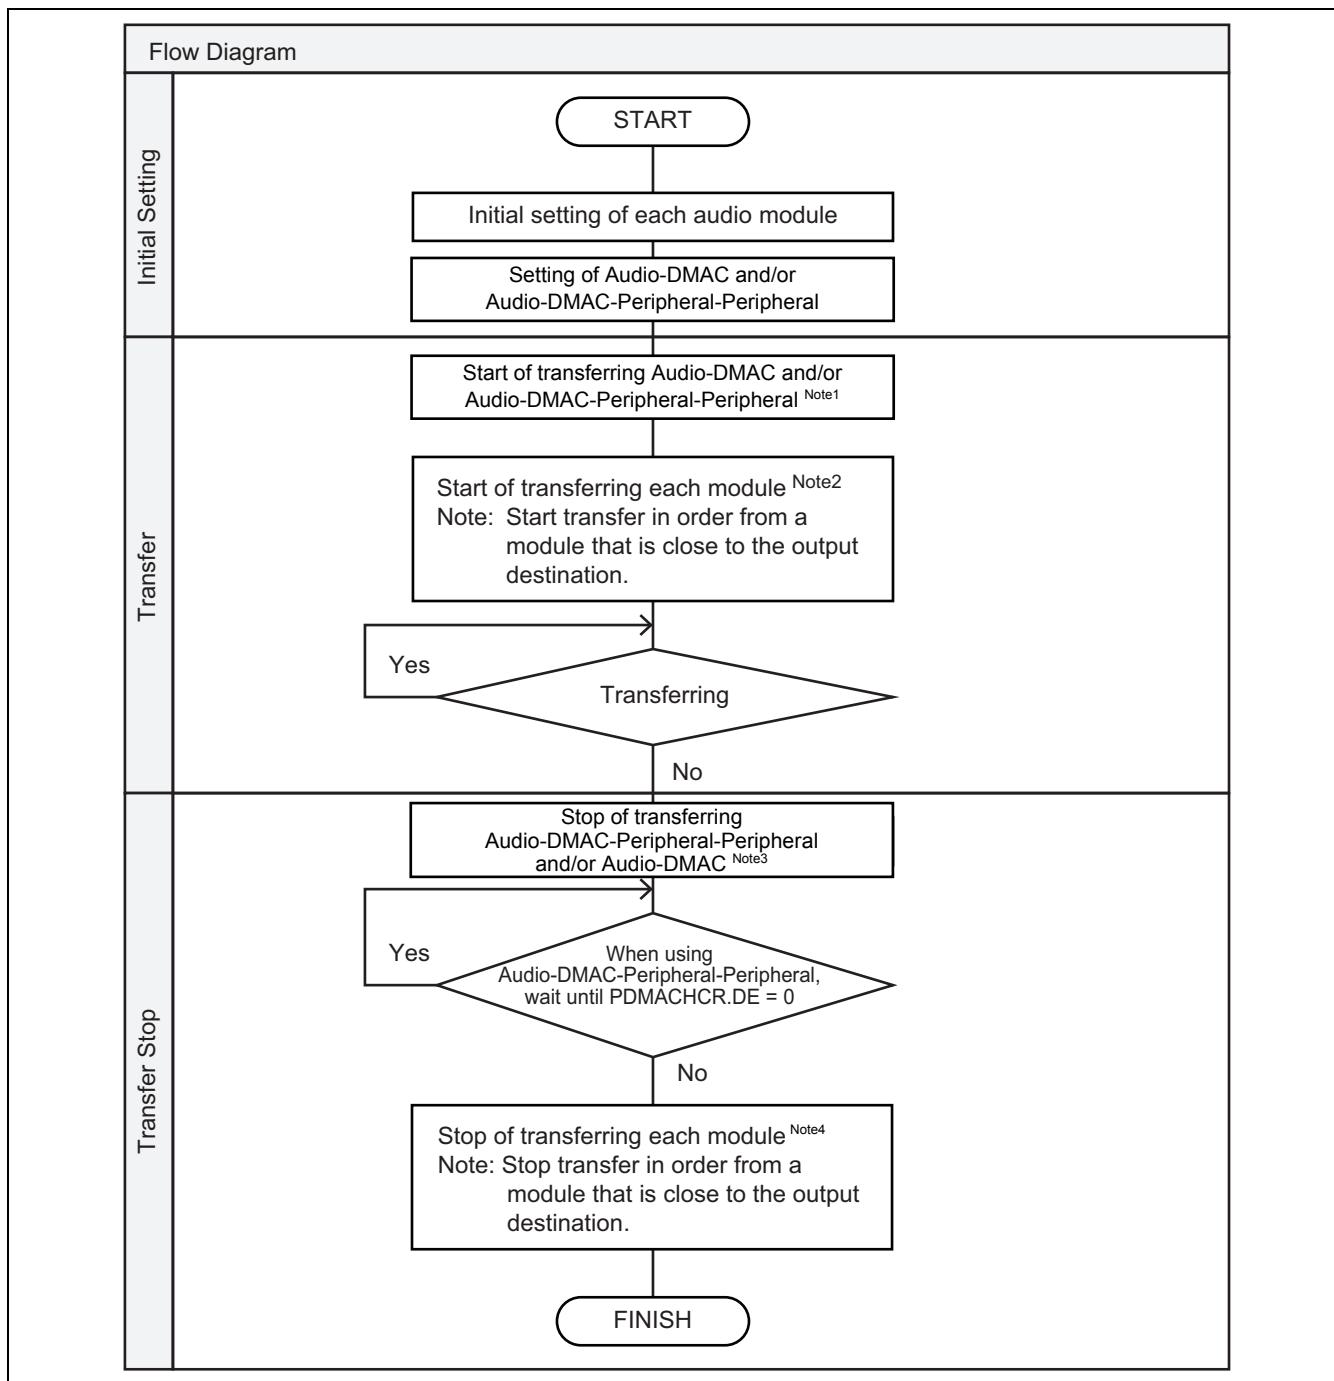 Flow Diagram
Initial Setting
START
Initial setting of each audio module
Setting of Audio-DMAC and/or
Audio-DMAC-Peripheral-Peripheral
Transfer
Start of transferring Audio-DMAC and/or
Audio-DMAC-Peripheral-Peripheral Note1
Start of transferring each module Note2
Note: Start transfer in order from a
module that is close to the output
destination.
Yes
Transferring
No
Transfer Stop
Stop of transferring
Audio-DMAC-Peripheral-Peripheral
and/or Audio-DMAC Note3
Yes
When using
Audio-DMAC-Peripheral-Peripheral,
wait until PDMACHCR.DE = 0
No
Stop of transferring each module Note4
Note: Stop transfer in order from a
module that is close to the output
destination.
FINISH